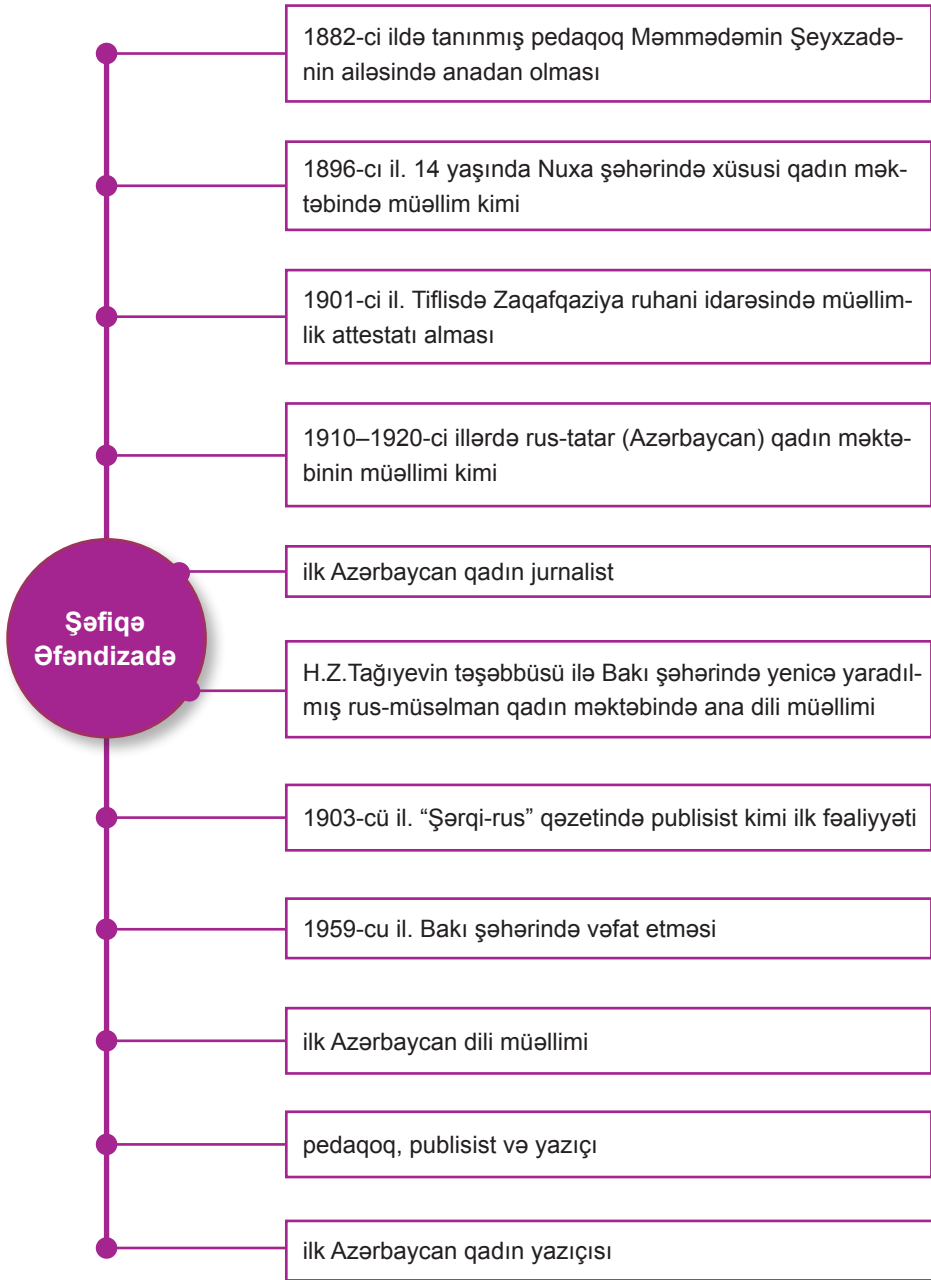 1882-ci ildə tanınmış pedaqoq Məmmədəmin Şeyxzadə-
nin ailəsində anadan olması
1896-cı il. 14 yaşında Nuxa şəhərində xüsusi qadın mək-
təbində müəllim kimi
1901-ci il. Tiflisdə Zaqafqaziya ruhani idarəsində müəllim-
lik attestatı alması
1910–1920-ci illərdə rus-tatar (Azərbaycan) qadın məktə-
binin müəllimi kimi
ilk Azərbaycan qadın jurnalist
Şəfiqə
Əfəndizadə
H.Z.Tağıyevin təşəbbüsü ilə Bakı şəhərində yenicə yaradıl-
mış rus-müsəlman qadın məktəbində ana dili müəllimi
1903-cü il. “Şərqi-rus” qəzetində publisist kimi ilk fəaliyyəti
1959-cu il. Bakı şəhərində vəfat etməsi
ilk Azərbaycan dili müəllimi
pedaqoq, publisist və yazıçı
ilk Azərbaycan qadın yazıçısı